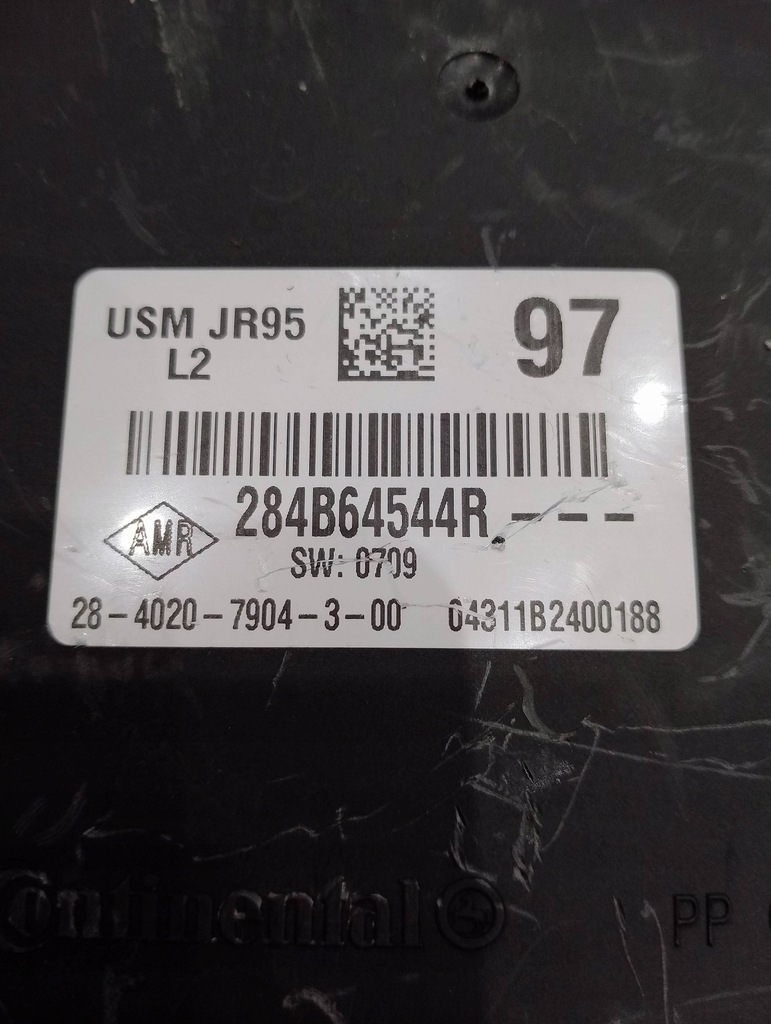 USM JR95
L2
97
284B64544R.---
AMR
SW: 0709
28-4020-7904-3-00 04311B2400188
Continental
PP